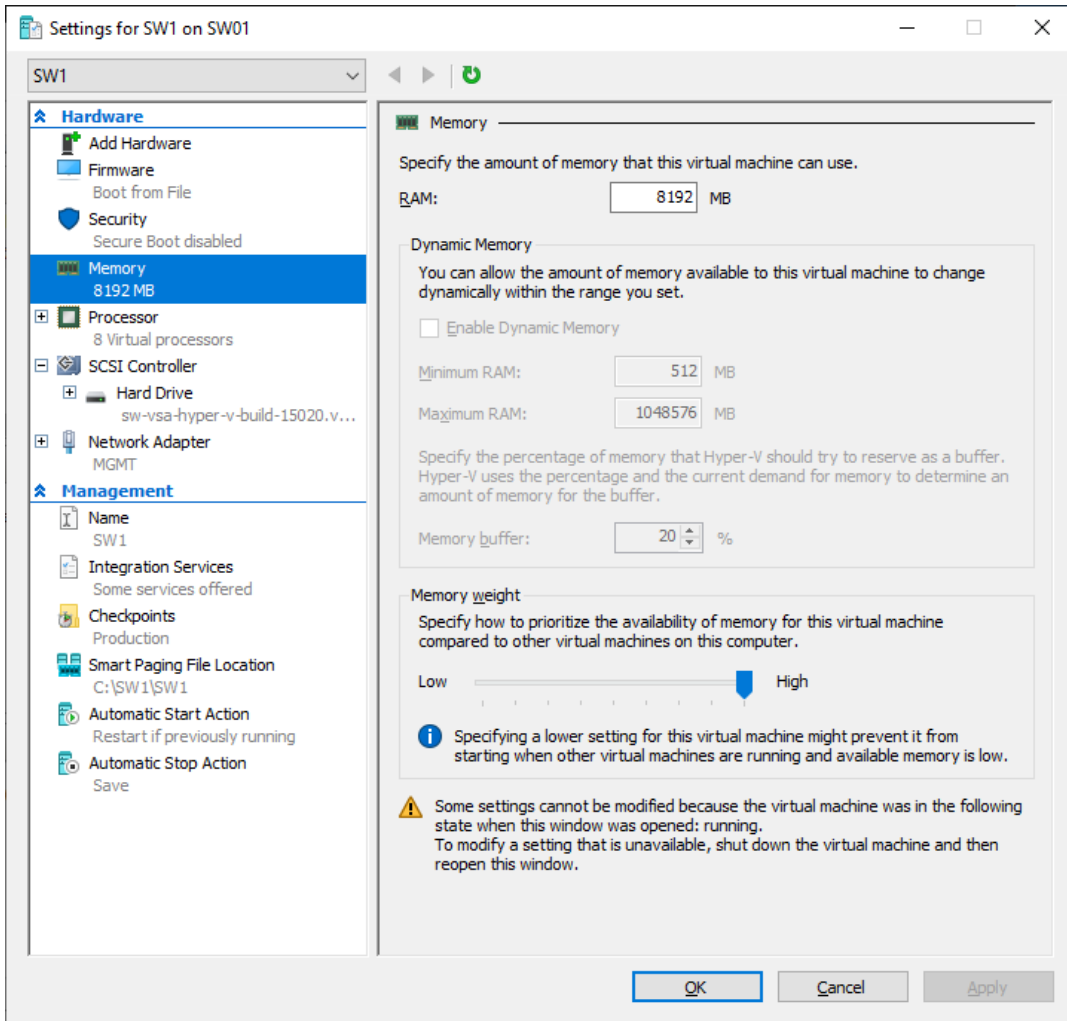 Settings for SW1 on SW01
SW1
Hardware
Add Hardware
Firmware
Boot from File
Security
Secure Boot disabled
Memory
8192 MB
Processor
8 Virtual processors
SCSI Controller
Hard Drive
sw-vsa-hyper-v-build-15020.v...
Network Adapter
MGMT
Management
Name
SW1
Integration Services
Some services offered
Checkpoints
Production
Smart Paging File Location
C:\SW1\SW1
Automatic Start Action
Restart if previously running
Automatic Stop Action
Save
Memory
Specify the amount of memory that this virtual machine can use.
RAM: 8192 MB
Dynamic Memory
You can allow the amount of memory available to this virtual machine to change
dynamically within the range you set.
Enable Dynamic Memory
Minimum RAM: 512 MB
Maximum RAM: 1048576 MB
Specify the percentage of memory that Hyper-V should try to reserve as a buffer.
Hyper-V uses the percentage and the current demand for memory to determine an
amount of memory for the buffer.
Memory buffer: 20 %
Memory weight
Specify how to prioritize the availability of memory for this virtual machine
compared to other virtual machines on this computer.
Low High
Specifying a lower setting for this virtual machine might prevent it from
starting when other virtual machines are running and available memory is low.
Some settings cannot be modified because the virtual machine was in the following
state when this window was opened: running.
To modify a setting that is unavailable, shut down the virtual machine and then
reopen this window.
OK Cancel Apply